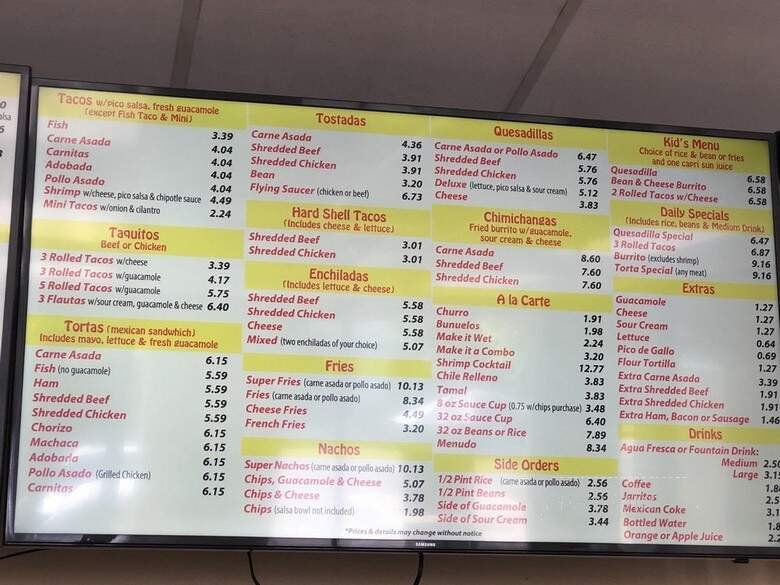 Tacos w/pico salsa, fresh guacamole
(except Fish Taco & Mini)
Fish 3.39
Carne Asada 4.04
Carnitas 4.04
Adobada 4.04
Pollo Asado 4.04
Shrimp w/cheese, pico salsa & chipotle sauce 4.49
Mini Tacos w/onion & cilantro 2.24
Taquitos
Beef or Chicken
3 Rolled Tacos w/cheese 3.39
3 Rolled Tacos w/guacamole 4.17
5 Rolled Tacos w/guacamole 5.75
3 Flautas w/sour cream, guacamole & cheese 6.40
Tortas (mexican sandwhich)
Includes mayo, lettuce & fresh guacamole
Carne Asada 6.15
Fish (no guacamole) 5.59
Ham 5.59
Shredded Beef 5.59
Shredded Chicken 5.59
Chorizo 6.15
Machaca 6.15
Adobada 6.15
Pollo Asado (Grilled Chicken) 6.15
Carnitas 6.15
Tostadas
Carne Asada 4.36
Shredded Beef 3.91
Shredded Chicken 3.91
Bean 3.20
Flying Saucer (chicken or beef) 6.73
Hard Shell Tacos
(Includes cheese & lettuce)
Shredded Beef 3.01
Shredded Chicken 3.01
Enchiladas
(Includes lettuce & cheese)
Shredded Beef 5.58
Shredded Chicken 5.58
Cheese 5.58
Mixed (two enchiladas of your choice) 5.07
Fries
Super Fries (carne asada or pollo asado) 10.13
Fries (carne asada or pollo asado) 8.34
Cheese Fries 4.49
French Fries 3.20
Nachos
Super Nachos (carne asada or pollo asado) 10.13
Chips, Guacamole & Cheese 5.07
Chips & Cheese 3.78
Chips (salsa bowl not included) 1.98
Quesadillas
Carne Asada or Pollo Asado 6.47
Shredded Beef 5.76
Shredded Chicken 5.76
Deluxe (lettuce, pico salsa & sour cream) 5.12
Cheese 3.83
Chimichangas
Fried burrito w/guacamole,
sour cream & cheese
Carne Asada 8.60
Shredded Beef 7.60
Shredded Chicken 7.60
A la Carte
Churro 1.91
Bunuelos 1.98
Make it Wet 2.24
Make it a Combo 3.20
Shrimp Cocktail 12.77
Chile Relleno 3.83
Tamal 3.83
8 oz Sauce Cup (0.75 w/chips purchase) 3.48
32 oz Sauce Cup 6.40
32 oz Beans or Rice 7.89
Menudo 8.34
Side Orders
1/2 Pint Rice (carne asada or pollo asado) 2.56
1/2 Pint Beans 2.56
Side of Guacamole 3.78
Side of Sour Cream 3.44
Kid's Menu
Choice of rice & bean or fries
and one capri sun juice
Quesadilla 6.58
Bean & Cheese Burrito 6.58
2 Rolled Tacos w/Cheese 6.58
Daily Specials
(Includes rice, beans & Medium Drink)
Quesadilla Special 6.47
3 Rolled Tacos 6.87
Burrito (excludes shrimp) 9.16
Torta Special (any meat) 9.16
Extras
Guacamole 1.27
Cheese 1.27
Sour Cream 1.27
Lettuce 0.64
Pico de Gallo 0.69
Flour Tortilla 1.27
Extra Carne Asada 3.39
Extra Shredded Beef 1.91
Extra Shredded Chicken 1.91
Extra Ham, Bacon or Sausage 1.46
Drinks
Agua Fresca or Fountain Drink:
Medium 2.50
Large 3.15
Coffee
Jarritos
Mexican Coke
Bottled Water
Orange or Apple Juice
*Prices & details may change without notice
SAMSUNG